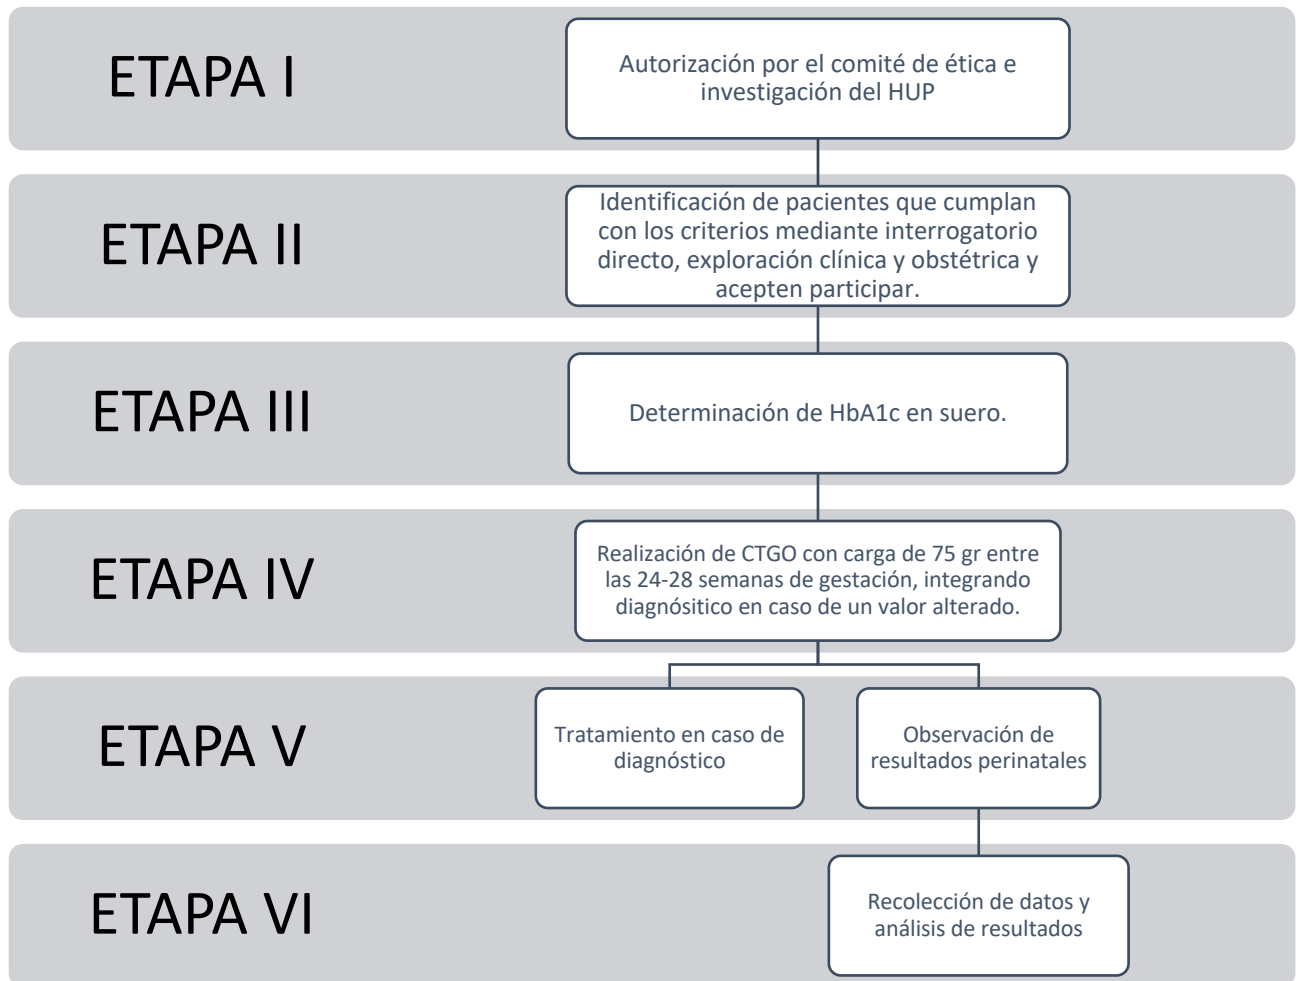 ETAPA I
Autorización por el comité de ética e
investigación del HUP
ETAPA II
Identificación de pacientes que cumplan
con los criterios mediante interrogatorio
directo, exploración clínica y obstétrica y
acepten participar.
ETAPA III
Determinación de HbA1c en suero.
ETAPA IV
Realización de CTGO con carga de 75 gr entre
las 24-28 semanas de gestación, integrando
diagnósitico en caso de un valor alterado.
ETAPA V
Tratamiento en caso de
diagnóstico
Observación de
resultados perinatales
ETAPA VI
Recolección de datos y
análisis de resultados